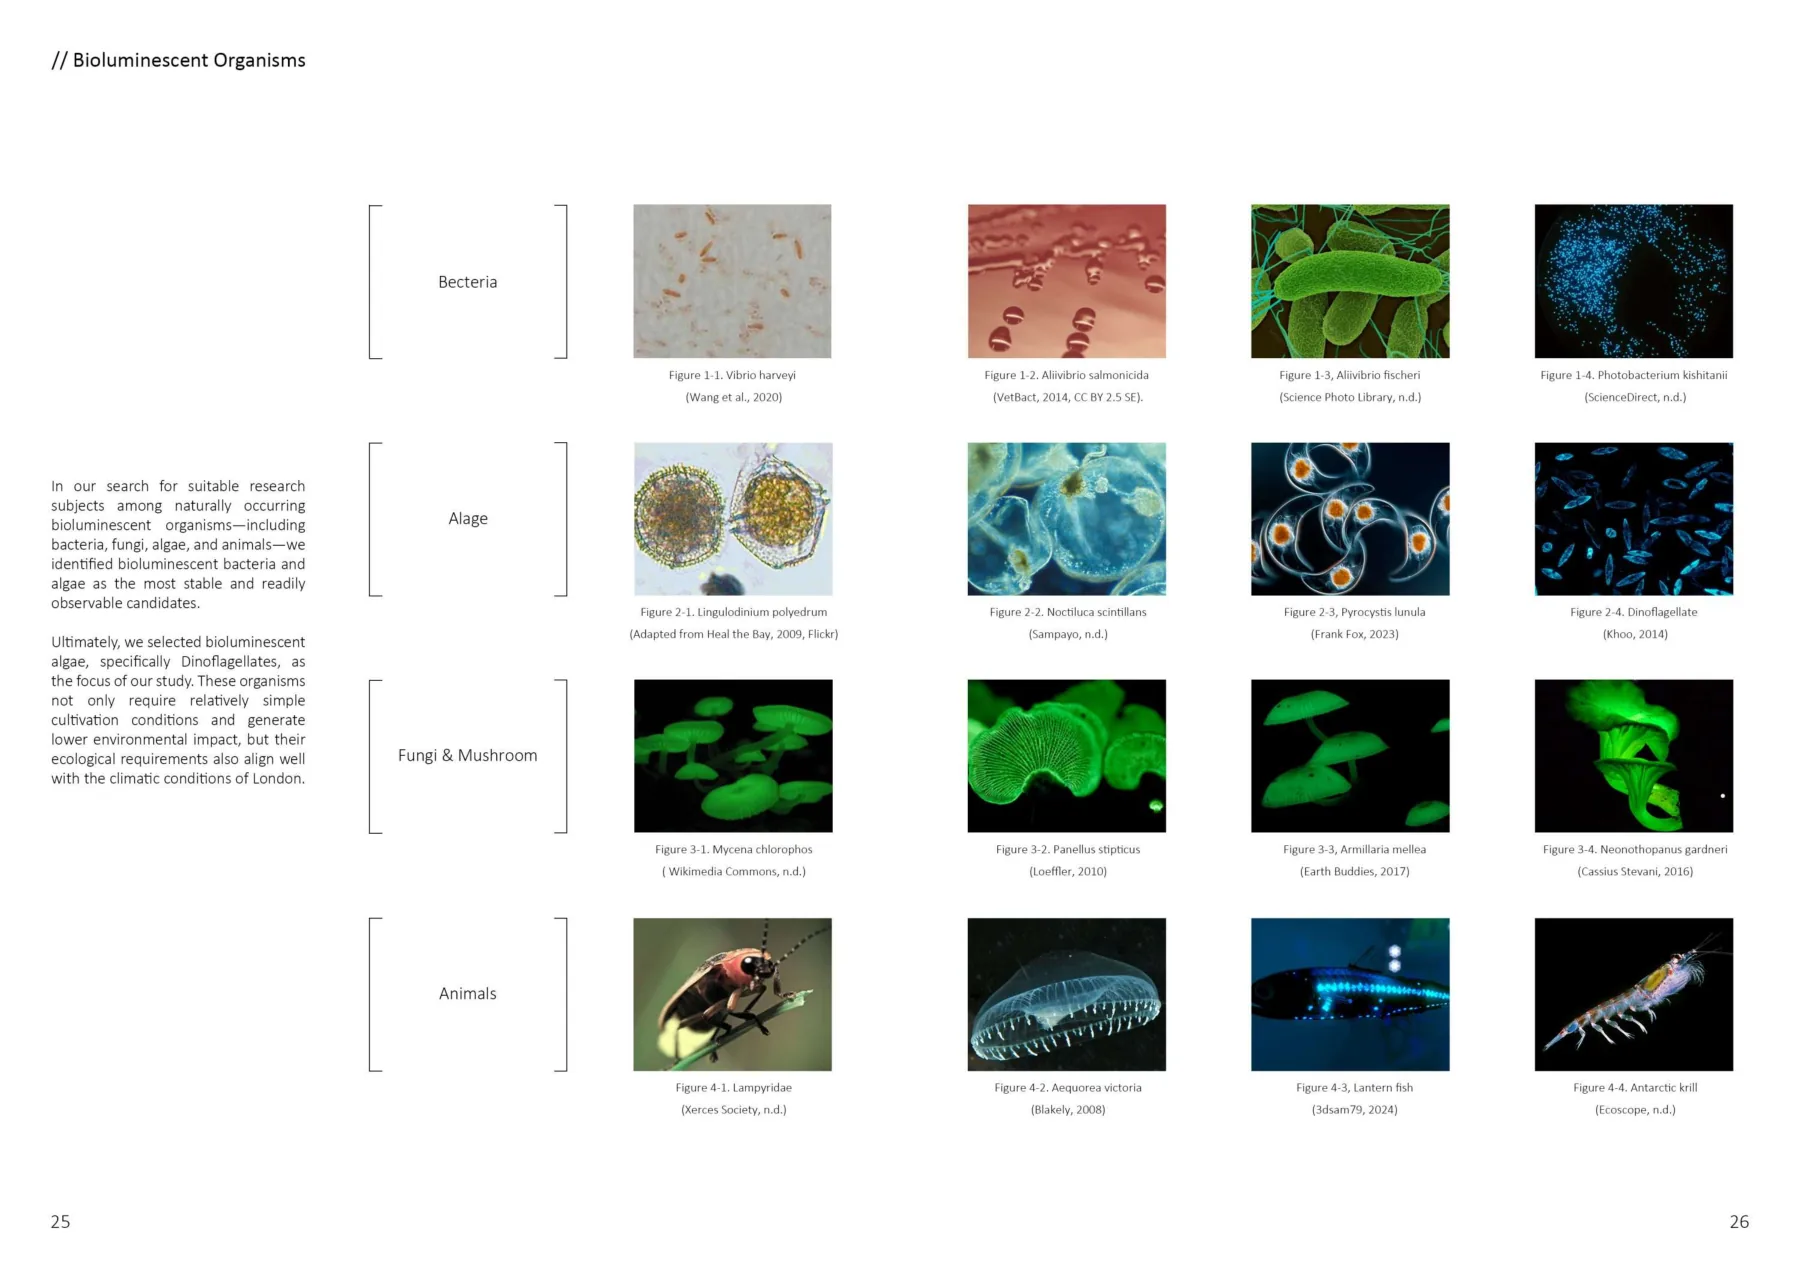 // Bioluminescent Organisms
In our search for suitable research
subjects among naturally occurring
bioluminescent organisms—including
bacteria, fungi, algae, and animals—we
identified bioluminescent bacteria and
algae as the most stable and readily
observable candidates.
Ultimately, we selected bioluminescent
algae, specifically Dinoflagellates, as
the focus of our study. These organisms
not only require relatively simple
cultivation conditions and generate
lower environmental impact, but their
ecological requirements also align well
with the climatic conditions of London.
Becteria
Figure 1-1. Vibrio harveyi
(Wang et al., 2020)
Figure 1-2. Aliivibrio salmonicida
(VetBact, 2014, CC BY 2.5 SE).
Figure 1-3, Aliivibrio fischeri
(Science Photo Library, n.d.)
Figure 1-4. Photobacterium kishitanii
(ScienceDirect, n.d.)
Alage
Figure 2-1. Lingulodinium polyedrum
(Adapted from Heal the Bay, 2009, Flickr)
Figure 2-2. Noctiluca scintillans
(Sampayo, n.d.)
Figure 2-3, Pyrocystis lunula
(Frank Fox, 2023)
Figure 2-4. Dinoflagellate
(Khoo, 2014)
Fungi & Mushroom
Figure 3-1. Mycena chlorophos
( Wikimedia Commons, n.d.)
Figure 3-2. Panellus stipticus
(Loeffler, 2010)
Figure 3-3, Armillaria mellea
(Earth Buddies, 2017)
Figure 3-4. Neonothopanus gardneri
(Cassius Stevani, 2016)
Animals
Figure 4-1. Lampyridae
(Xerces Society, n.d.)
Figure 4-2. Aequorea victoria
(Blakely, 2008)
Figure 4-3, Lantern fish
(3dsam79, 2024)
Figure 4-4. Antarctic krill
(Ecoscope, n.d.)
25
26